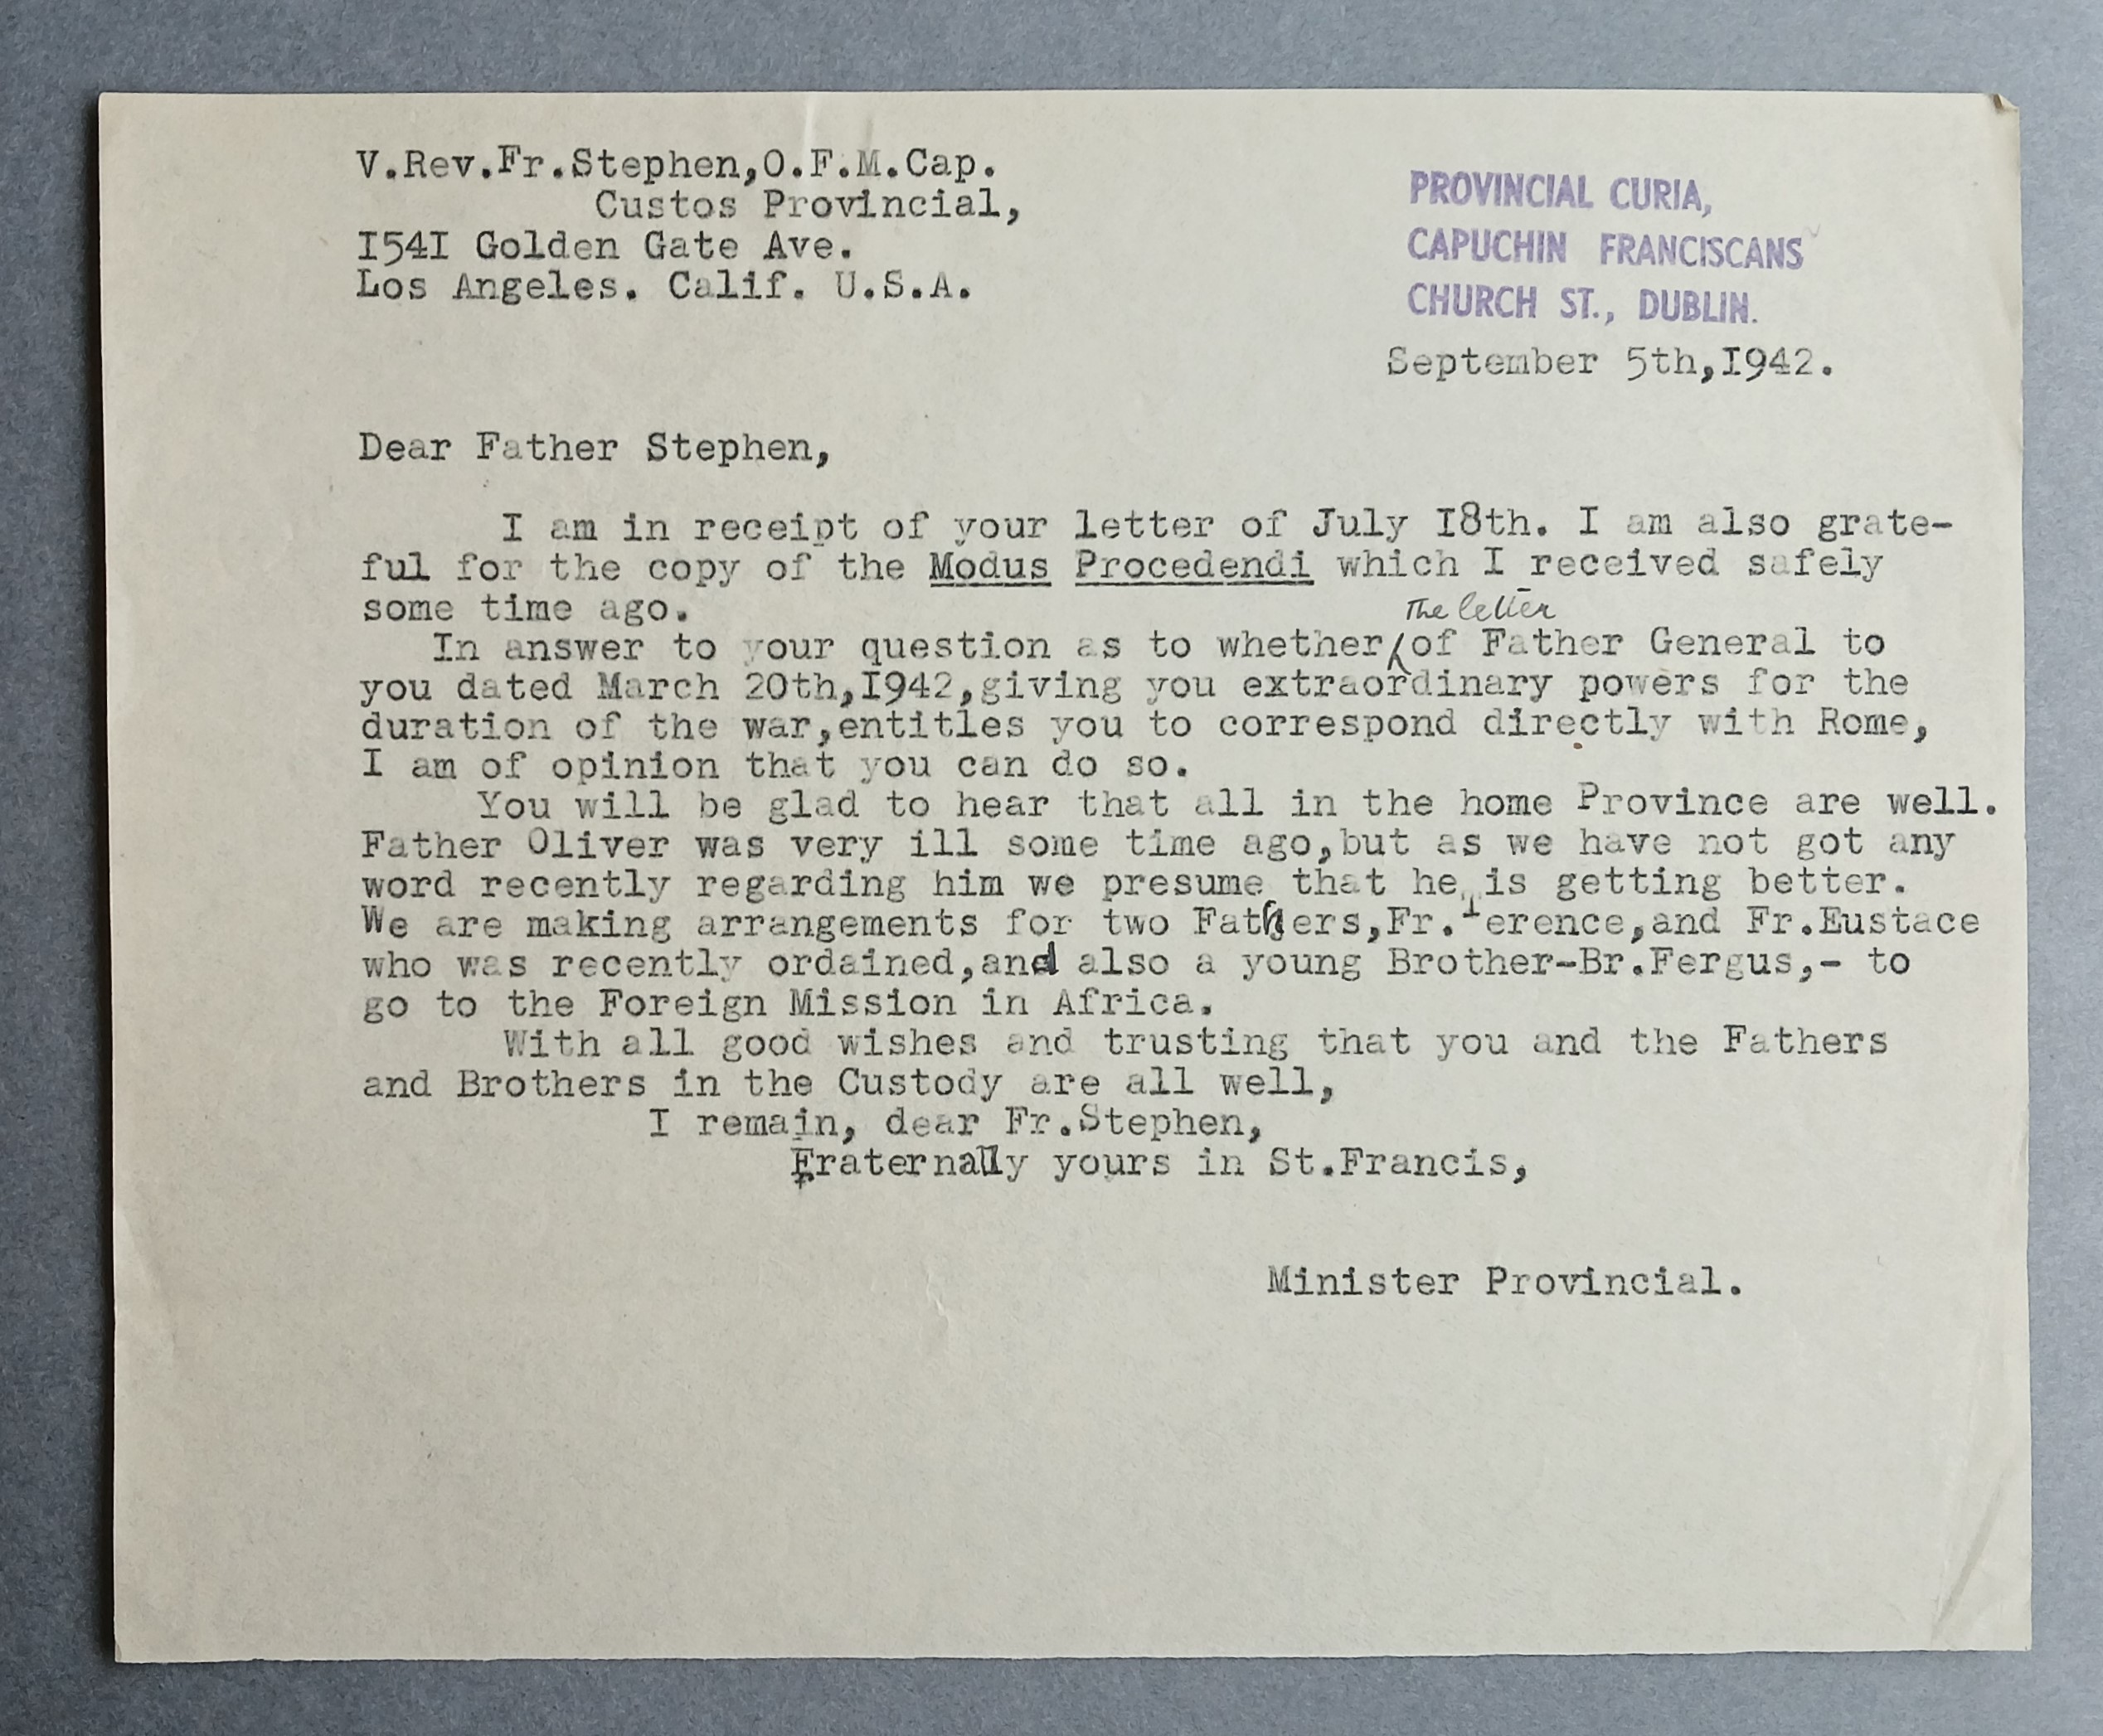 V.Rev.Fr.Stephen,O.F.M.Cap.
Custos Provincial,
1541 Golden Gate Ave.
Los Angeles. Calif. U.S.A.
PROVINCIAL CURIA,
CAPUCHIN FRANCISCANS
CHURCH ST., DUBLIN.
September 5th,1942.
Dear Father Stephen,
I am in receipt of your letter of July 18th. I am also grate-
ful for the copy of the Modus Procedendi which I received safely
some time ago.
The letter
In answer to your question as to whether of Father General to
you dated March 20th,1942,giving you extraordinary powers for the
duration of the war,entitles you to correspond directly with Rome,
I am of opinion that you can do so.
You will be glad to hear that all in the home Province are well.
Father Oliver was very ill some time ago,but as we have not got any
word recently regarding him we presume that he is getting better.
We are making arrangements for two Fathers,Fr.Terence,and Fr.Eustace
who was recently ordained,and also a young Brother-Br.Fergus,- to
go to the Foreign Mission in Africa.
With all good wishes and trusting that you and the Fathers
and Brothers in the Custody are all well,
I remain, dear Fr.Stephen,
Fraternally yours in St.Francis,
Minister Provincial.